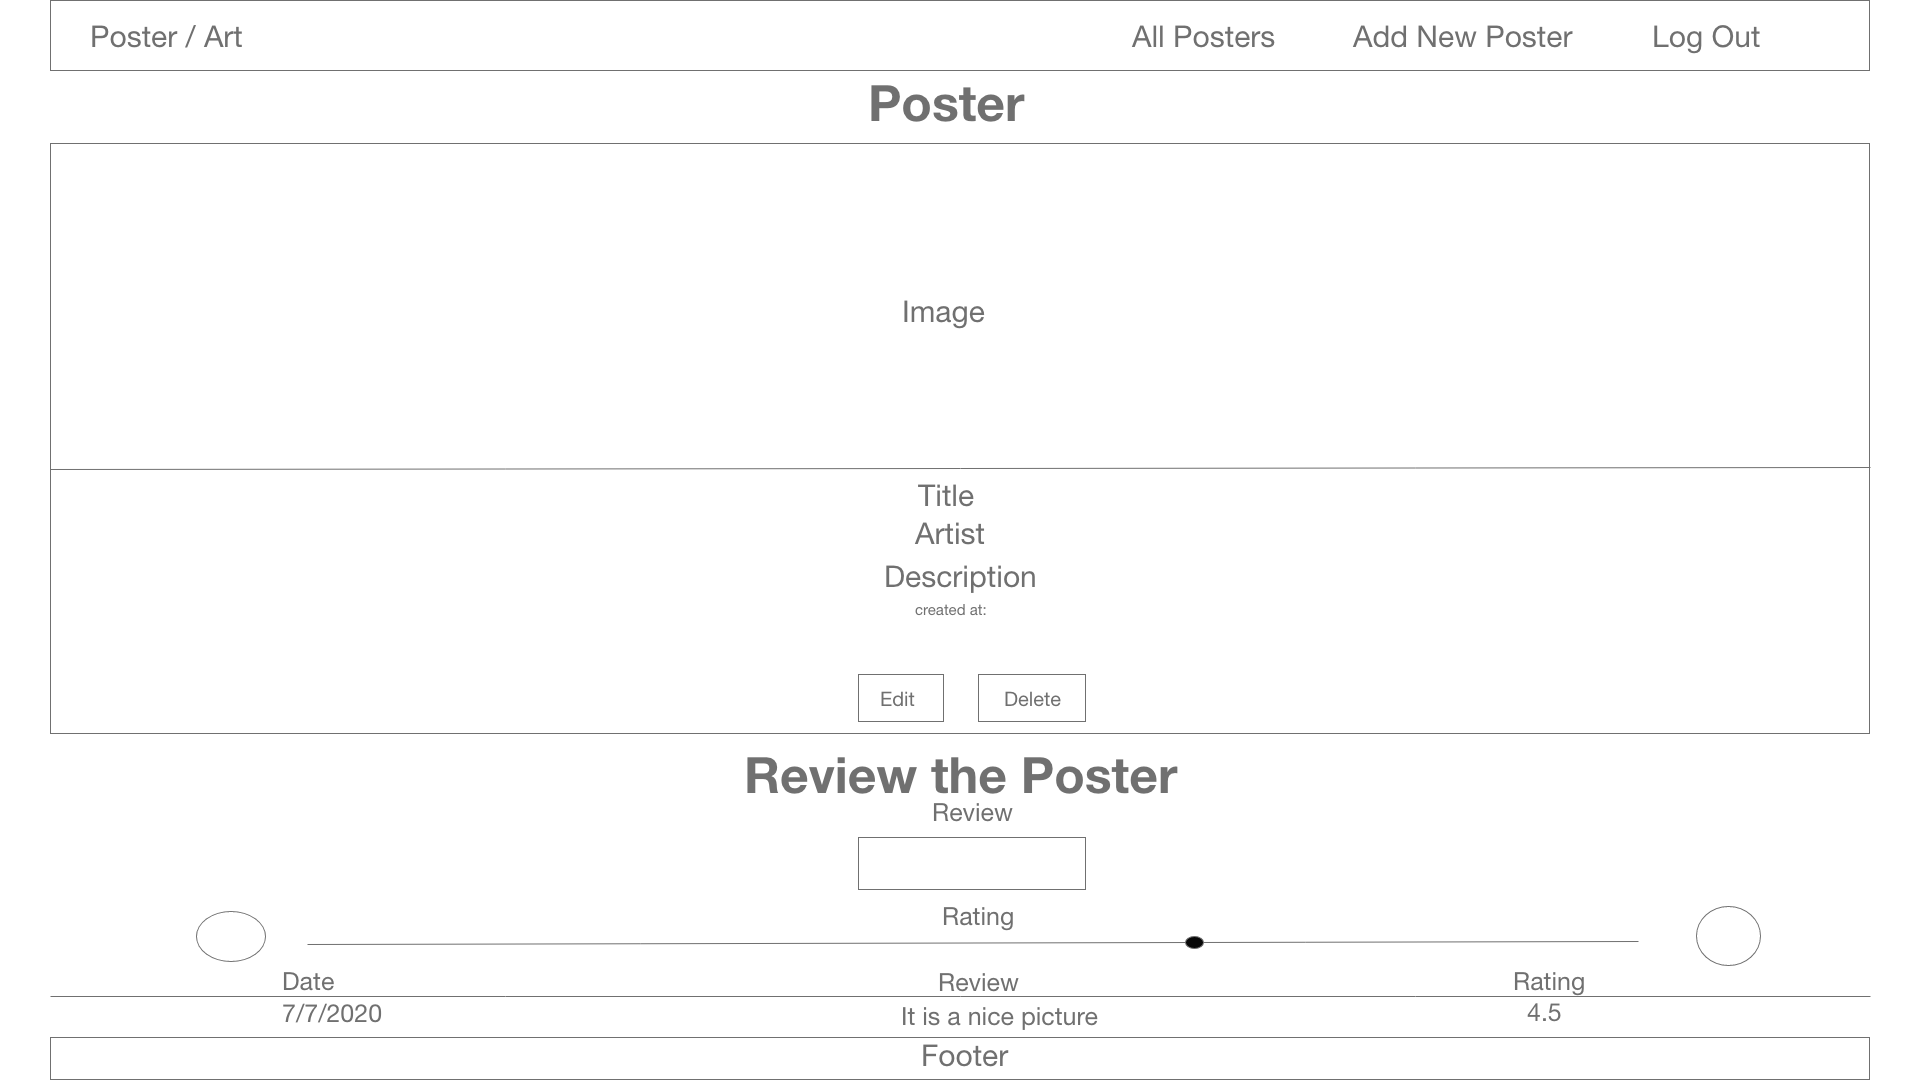 Poster / Art All Posters Add New Poster Log Out
Poster
Image
Title
Artist
Description
created at:
Edit Delete
Review the Poster
Review
Rating
Date Review Rating
7/7/2020 It is a nice picture 4.5
Footer